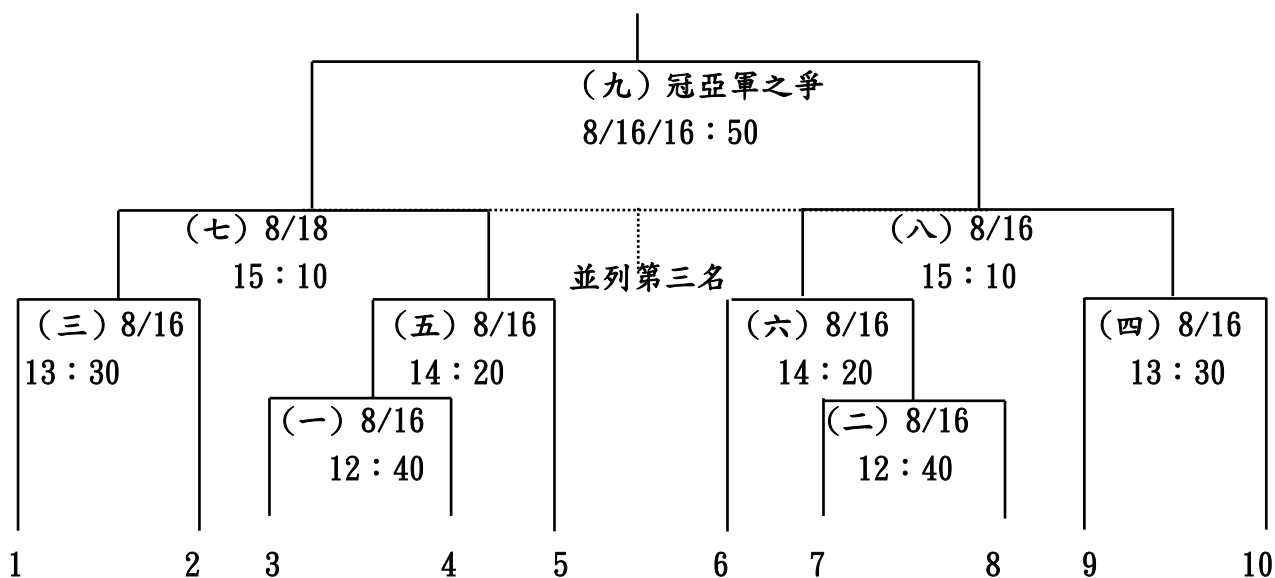 （九）冠亞軍之爭
8/16/16：50
（七）8/18
15：10
並列第三名
（八）8/16
15：10
（三）8/16
13：30
（五）8/16
14：20
（六）8/16
14：20
（四）8/16
13：30
（一）8/16
12：40
（二）8/16
12：40
1 2 3 4 5 6 7 8 9 10